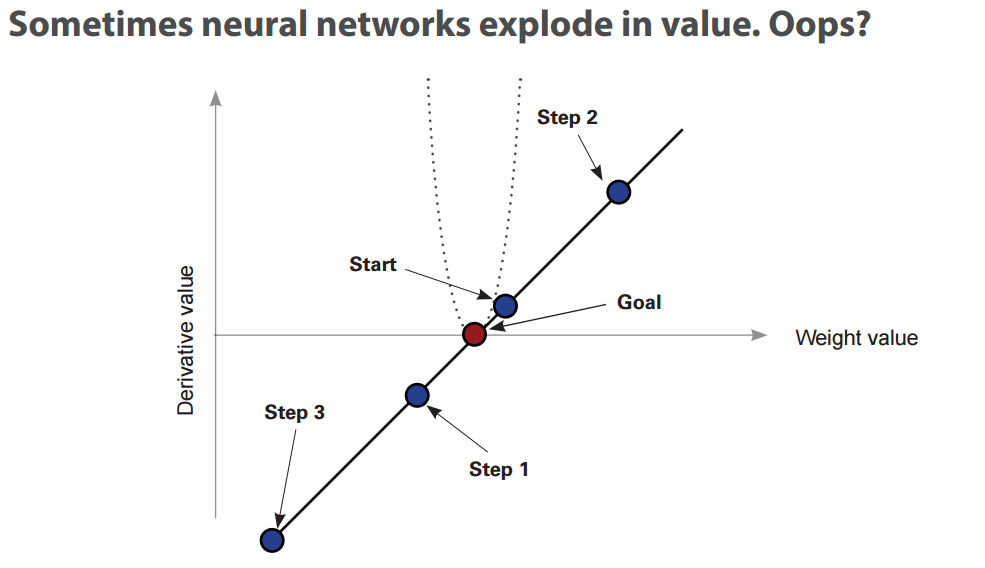 Sometimes neural networks explode in value. Oops?
Step 2
Start
Goal
Derivative value
Weight value
Step 3
Step 1